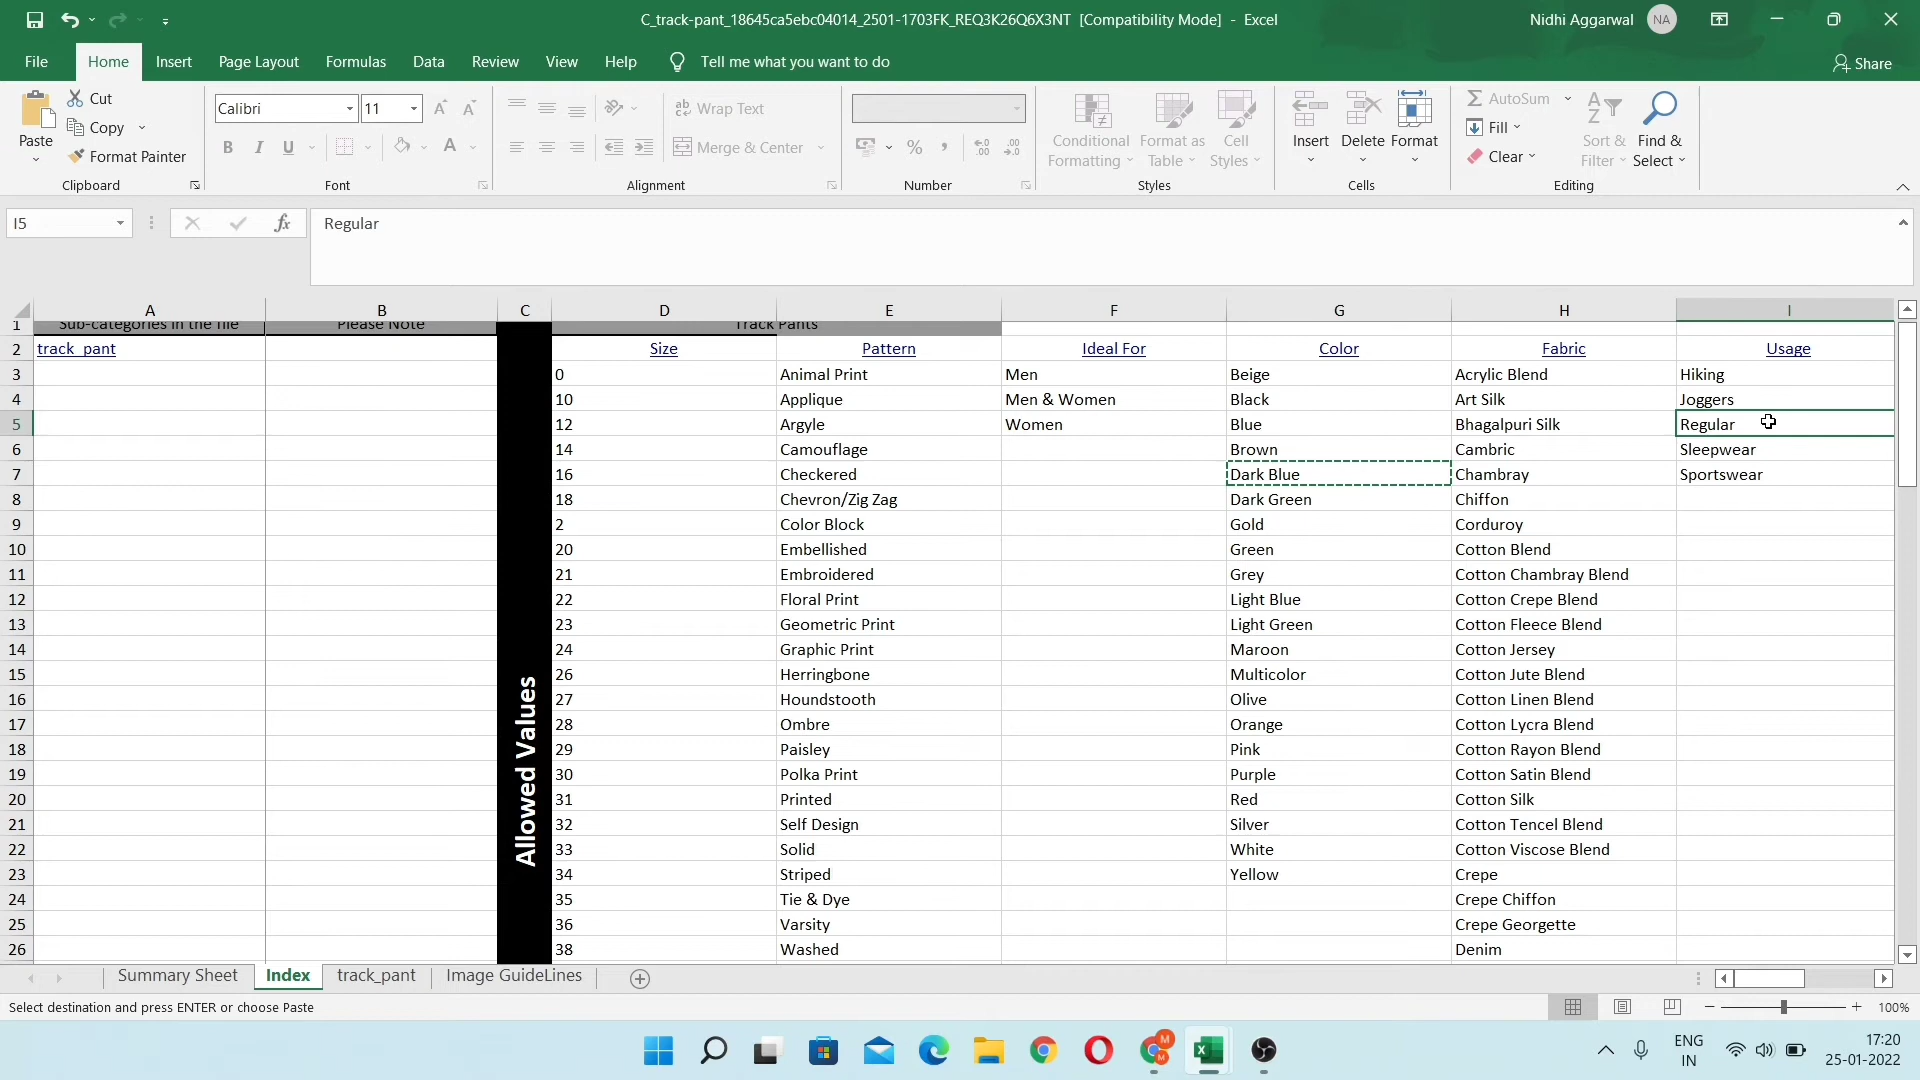 C_track-pant_18645ca5ebc04014_2501-1703FK_REQ3K26Q6X3NT [Compatibility Mode] - Excel
Nidhi Aggarwal NA
File Home Insert Page Layout Formulas Data Review View Help Tell me what you want to do Share
Paste
Cut
Copy
Format Painter
Clipboard
Calibri 11
B I U
Font
Wrap Text
Merge & Center
Alignment
Number
Conditional Formatting
Format as Table
Cell Styles
Styles
Insert Delete Format
Cells
AutoSum
Fill
Clear
Sort & Filter
Find & Select
Editing
I5 fx Regular
A B C D E F G H I
1 Sub-categories in the file Please Note Track Pants
2 track_pant Size Pattern Ideal For Color Fabric Usage
3 0 Animal Print Men Beige Acrylic Blend Hiking
4 10 Applique Men & Women Black Art Silk Joggers
5 12 Argyle Women Blue Bhagalpuri Silk Regular
6 14 Camouflage Brown Cambric Sleepwear
7 16 Checkered Dark Blue Chambray Sportswear
8 18 Chevron/Zig Zag Dark Green Chiffon
9 2 Color Block Gold Corduroy
10 20 Embellished Green Cotton Blend
11 21 Embroidered Grey Cotton Chambray Blend
12 22 Floral Print Light Blue Cotton Crepe Blend
13 23 Geometric Print Light Green Cotton Fleece Blend
14 24 Graphic Print Maroon Cotton Jersey
15 26 Herringbone Multicolor Cotton Jute Blend
16 27 Houndstooth Olive Cotton Linen Blend
17 28 Ombre Orange Cotton Lycra Blend
18 29 Paisley Pink Cotton Rayon Blend
19 30 Polka Print Purple Cotton Satin Blend
20 31 Printed Red Cotton Silk
21 32 Self Design Silver Cotton Tencel Blend
22 33 Solid White Cotton Viscose Blend
23 34 Striped Yellow Crepe
24 35 Tie & Dye Crepe Chiffon
25 36 Varsity Crepe Georgette
26 38 Washed Denim
Allowed Values
Summary Sheet Index track_pant Image GuideLines
Select destination and press ENTER or choose Paste
100%
ENG
IN
17:20
25-01-2022